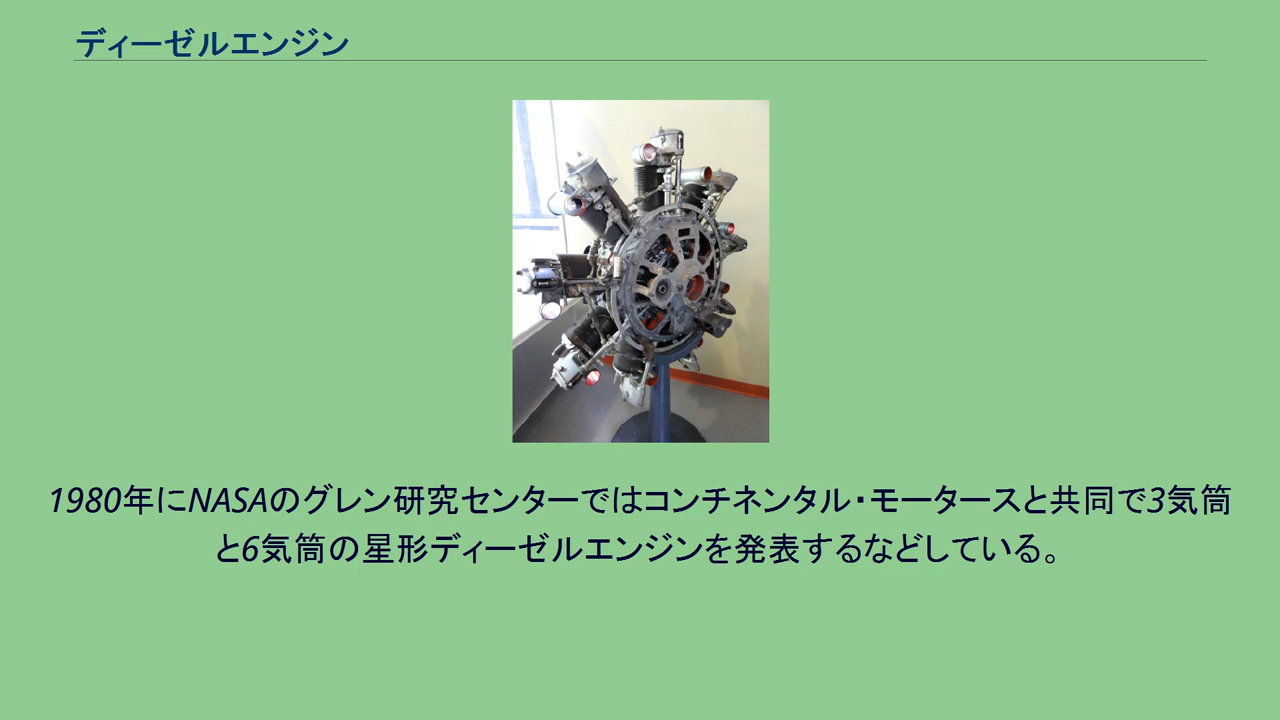 ディーゼルエンジン
1980年にNASAのグレン研究センターではコンチネンタル・モータースと共同で3気筒
と6気筒の星形ディーゼルエンジンを発表するなどしている。